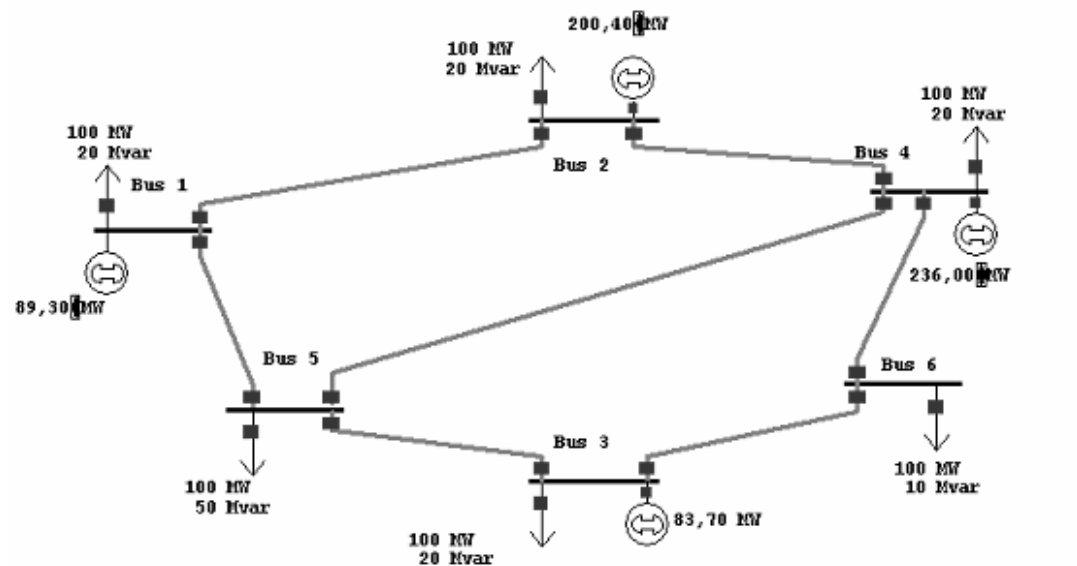 200,40 MW
100 MW
20 Mvar
100 MW
20 Mvar
100 MW
20 Mvar
Bus 1
Bus 2
Bus 4
89,30 MW
236,00 MW
Bus 5
Bus 6
Bus 3
100 MW
50 Mvar
100 MW
10 Mvar
83,70 MW
100 MW
20 Mvar